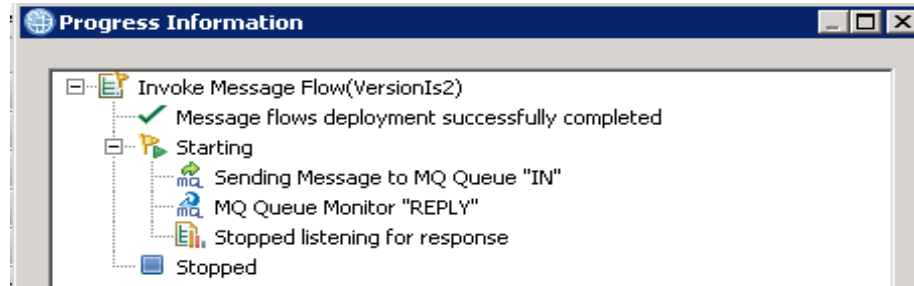 Progress Information
Invoke Message Flow(VersionIs2)
Message flows deployment successfully completed
Starting
Sending Message to MQ Queue "IN"
MQ Queue Monitor "REPLY"
Stopped listening for response
Stopped